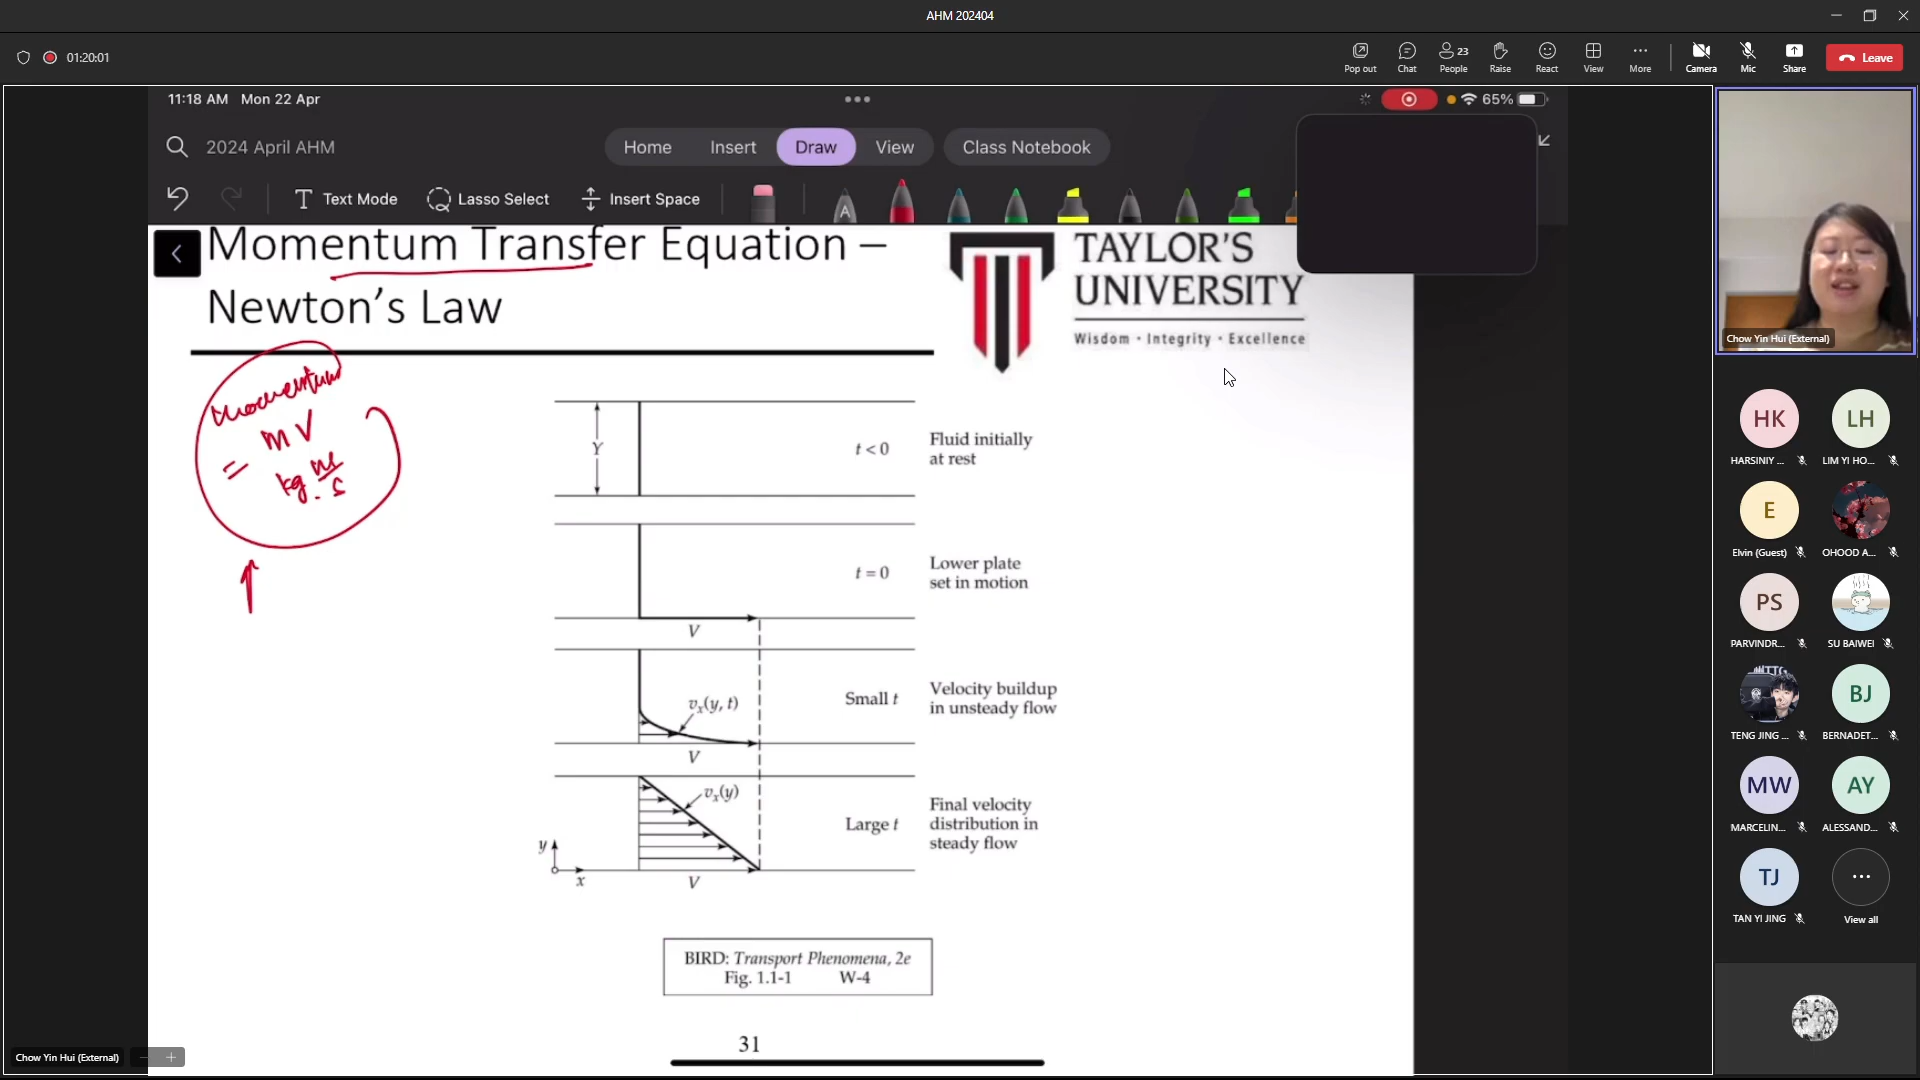 AHM 202404
01:20:01
Pop out
Chat
23
People
Raise
React
View
More
Camera
Mic
Share
Leave
11:18 AM Mon 22 Apr
65%
2024 April AHM
Home
Insert
Draw
View
Class Notebook
Text Mode
Lasso Select
Insert Space
A
Momentum Transfer Equation –
Newton's Law
TAYLOR'S
UNIVERSITY
Wisdom • Integrity • Excellence
momentum
= m v
kg . m/s
Y
t < 0
Fluid initially
at rest
t = 0
Lower plate
set in motion
V
vx(y, t)
Small t
Velocity buildup
in unsteady flow
V
vx(y)
Large t
Final velocity
distribution in
steady flow
y
x
V
BIRD: Transport Phenomena, 2e
Fig. 1.1-1 W-4
31
Chow Yin Hui (External)
Chow Yin Hui (External)
HK
LH
HARSINIY ...
LIM YI HO...
E
Elvin (Guest)
OHOOD A...
PS
PARVINDR...
SU BAIWEI
BJ
TENG JING ...
BERNADET...
MW
AY
MARCELIN...
ALESSAND...
TJ
TAN YI JING
View all